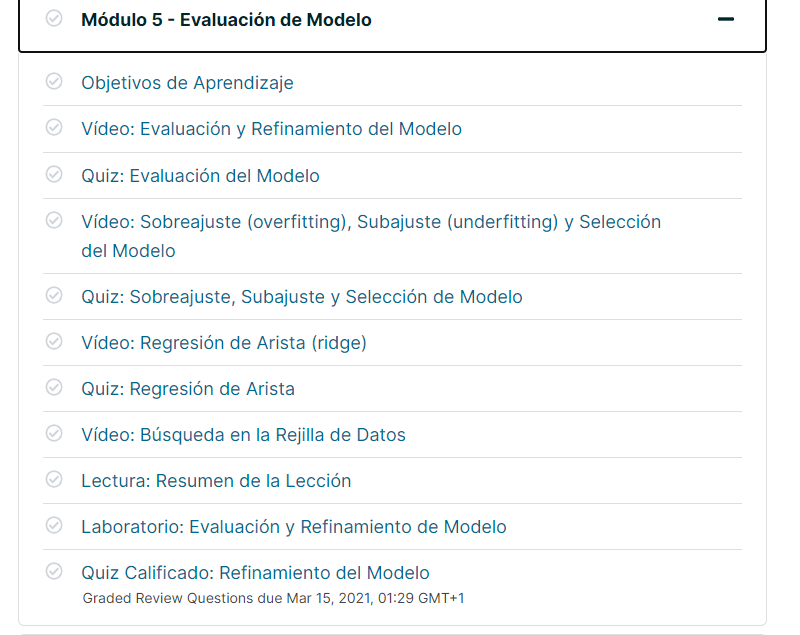 Módulo 5 - Evaluación de Modelo
Objetivos de Aprendizaje
Vídeo: Evaluación y Refinamiento del Modelo
Quiz: Evaluación del Modelo
Vídeo: Sobreajuste (overfitting), Subajuste (underfitting) y Selección
del Modelo
Quiz: Sobreajuste, Subajuste y Selección de Modelo
Vídeo: Regresión de Arista (ridge)
Quiz: Regresión de Arista
Vídeo: Búsqueda en la Rejilla de Datos
Lectura: Resumen de la Lección
Laboratorio: Evaluación y Refinamiento de Modelo
Quiz Calificado: Refinamiento del Modelo
Graded Review Questions due Mar 15, 2021, 01:29 GMT+1